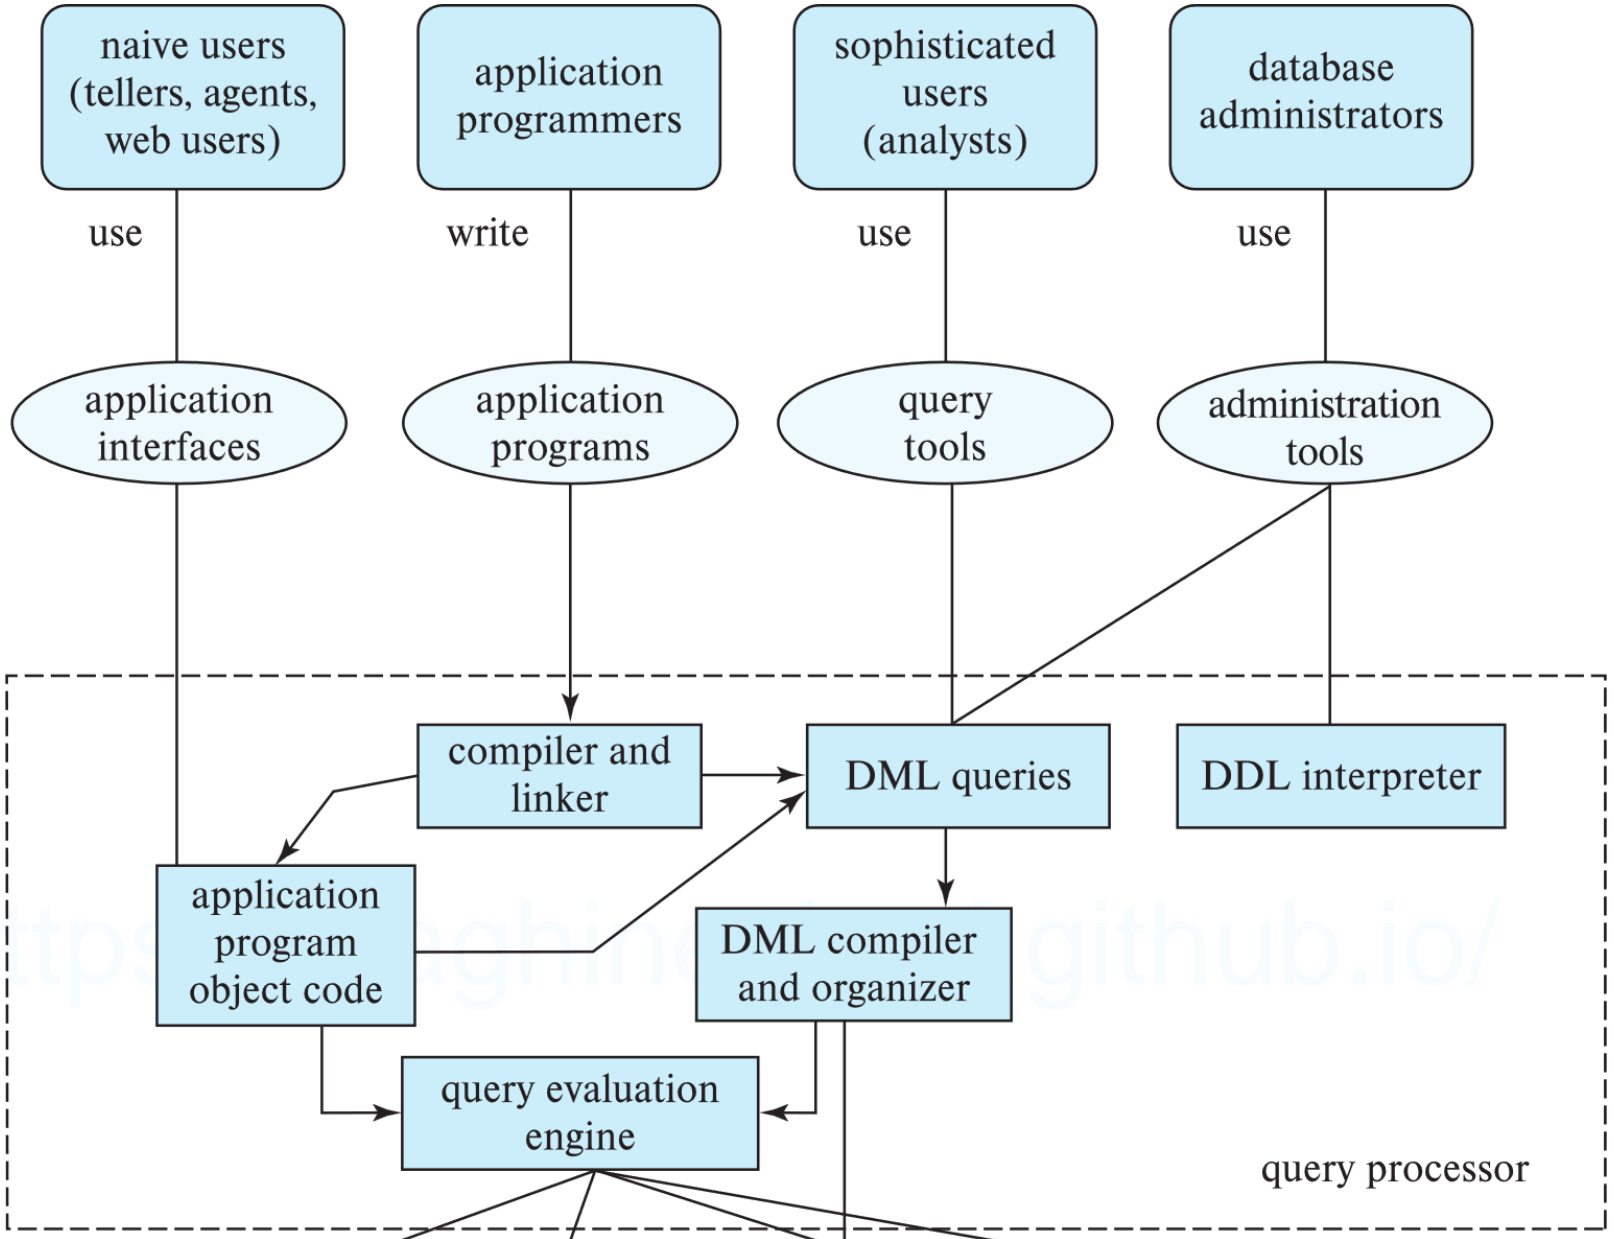 naive users
(tellers, agents,
web users)
application
programmers
sophisticated
users
(analysts)
database
administrators
use
write
use
use
application
interfaces
application
programs
query
tools
administration
tools
compiler and
linker
DML queries
DDL interpreter
application
program
object code
DML compiler
and organizer
github.io/
query evaluation
engine
query processor